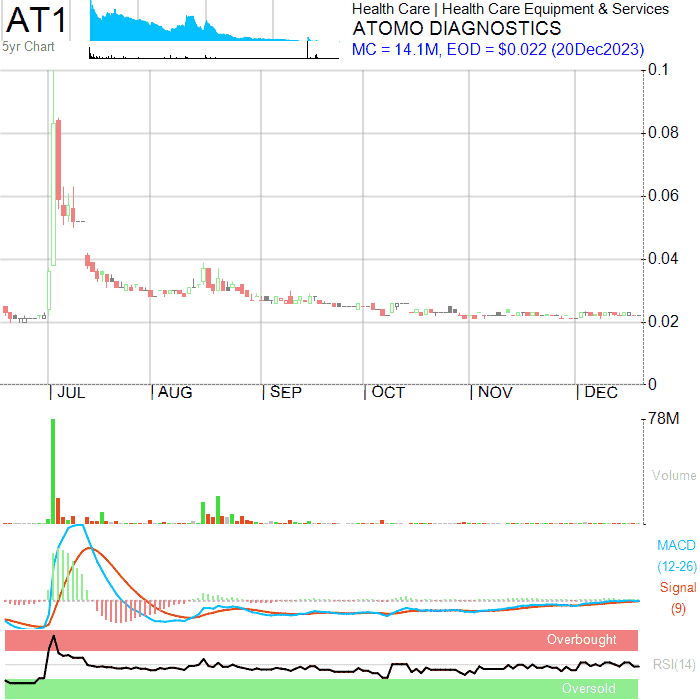 AT1
5yr Chart
Health Care | Health Care Equipment & Services
ATOMO DIAGNOSTICS
MC = 14.1M, EOD = $0.022 (20Dec2023)
0.1
0.08
0.06
0.04
0.02
0
JUL AUG SEP OCT NOV DEC
78M
Volume
MACD
(12-26)
Signal
(9)
Overbought
RSI(14)
Oversold